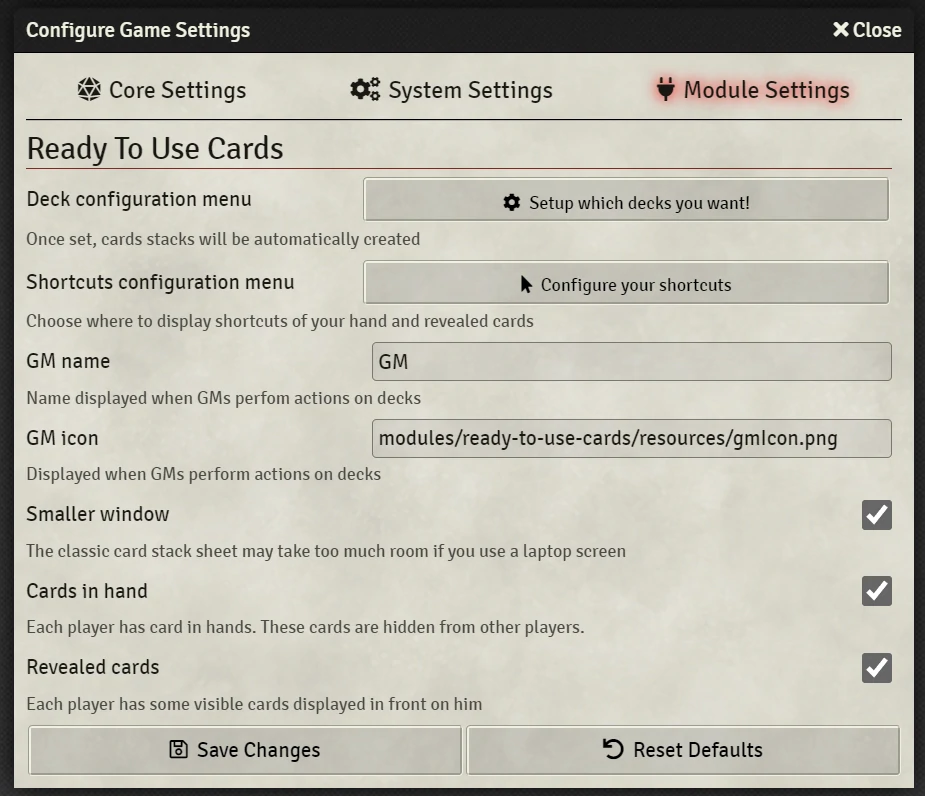 Configure Game Settings
Close
Core Settings
System Settings
Module Settings
Ready To Use Cards
Deck configuration menu
Setup which decks you want!
Once set, cards stacks will be automatically created
Shortcuts configuration menu
Configure your shortcuts
Choose where to display shortcuts of your hand and revealed cards
GM name
GM
Name displayed when GMs perfom actions on decks
GM icon
modules/ready-to-use-cards/resources/gmIcon.png
Displayed when GMs perform actions on decks
Smaller window
The classic card stack sheet may take too much room if you use a laptop screen
Cards in hand
Each player has card in hands. These cards are hidden from other players.
Revealed cards
Each player has some visible cards displayed in front on him
Save Changes
Reset Defaults